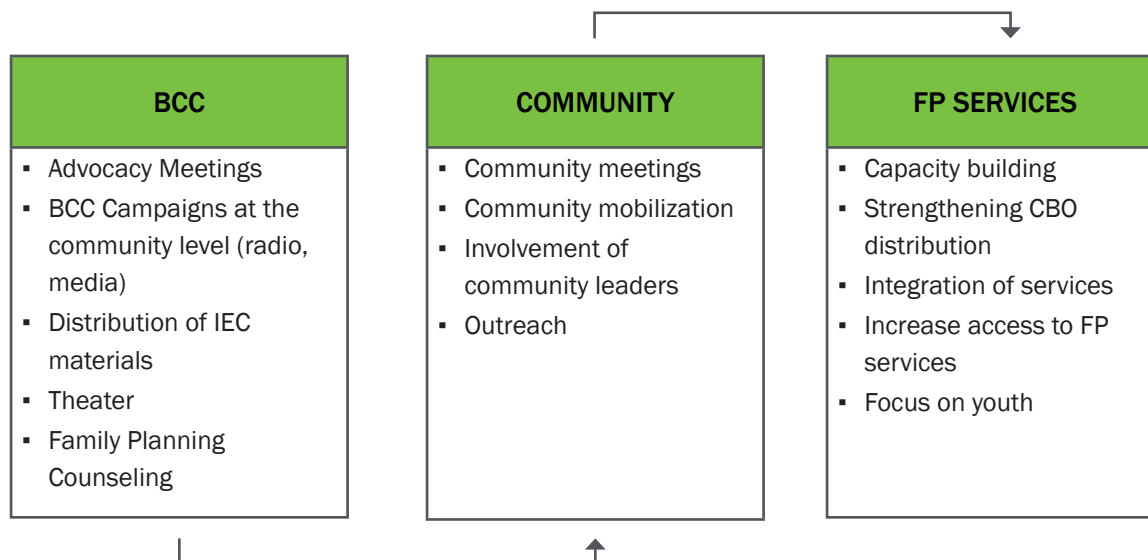 BCC
▪ Advocacy Meetings
▪ BCC Campaigns at the
community level (radio,
media)
▪ Distribution of IEC
materials
▪ Theater
▪ Family Planning
Counseling
COMMUNITY
▪ Community meetings
▪ Community mobilization
▪ Involvement of
community leaders
▪ Outreach
FP SERVICES
▪ Capacity building
▪ Strengthening CBO
distribution
▪ Integration of services
▪ Increase access to FP
services
▪ Focus on youth